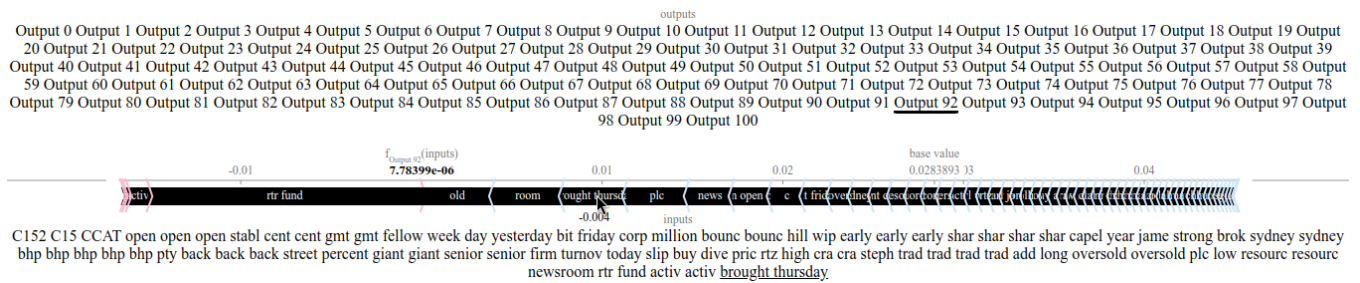 outputs
Output 0 Output 1 Output 2 Output 3 Output 4 Output 5 Output 6 Output 7 Output 8 Output 9 Output 10 Output 11 Output 12 Output 13 Output 14 Output 15 Output 16 Output 17 Output 18 Output 19 Output
20 Output 21 Output 22 Output 23 Output 24 Output 25 Output 26 Output 27 Output 28 Output 29 Output 30 Output 31 Output 32 Output 33 Output 34 Output 35 Output 36 Output 37 Output 38 Output 39
Output 40 Output 41 Output 42 Output 43 Output 44 Output 45 Output 46 Output 47 Output 48 Output 49 Output 50 Output 51 Output 52 Output 53 Output 54 Output 55 Output 56 Output 57 Output 58 Output
59 Output 60 Output 61 Output 62 Output 63 Output 64 Output 65 Output 66 Output 67 Output 68 Output 69 Output 70 Output 71 Output 72 Output 73 Output 74 Output 75 Output 76 Output 77 Output 78
Output 79 Output 80 Output 81 Output 82 Output 83 Output 84 Output 85 Output 86 Output 87 Output 88 Output 89 Output 90 Output 91 Output 92 Output 93 Output 94 Output 95 Output 96 Output 97 Output
98 Output 99 Output 100
f Output 92(inputs) base value
-0.01 7.78399e-06 0.01 0.02 0.0283893 33 0.04
ctiv rtr fund old room ought thursd plc news n open c t frid
-0.004
inputs
C152 C15 CCAT open open open stabl cent cent gmt gmt fellow week day yesterday bit friday corp million bounc bounc hill wip early early early shar shar shar shar capel year jame strong brok sydney sydney
bhp bhp bhp bhp bhp pty back back back street percent giant giant senior senior firm turnov today slip buy dive pric rtz high cra cra steph trad trad trad trad add long oversold oversold plc low resourc resourc
newsroom rtr fund activ activ brought thursday